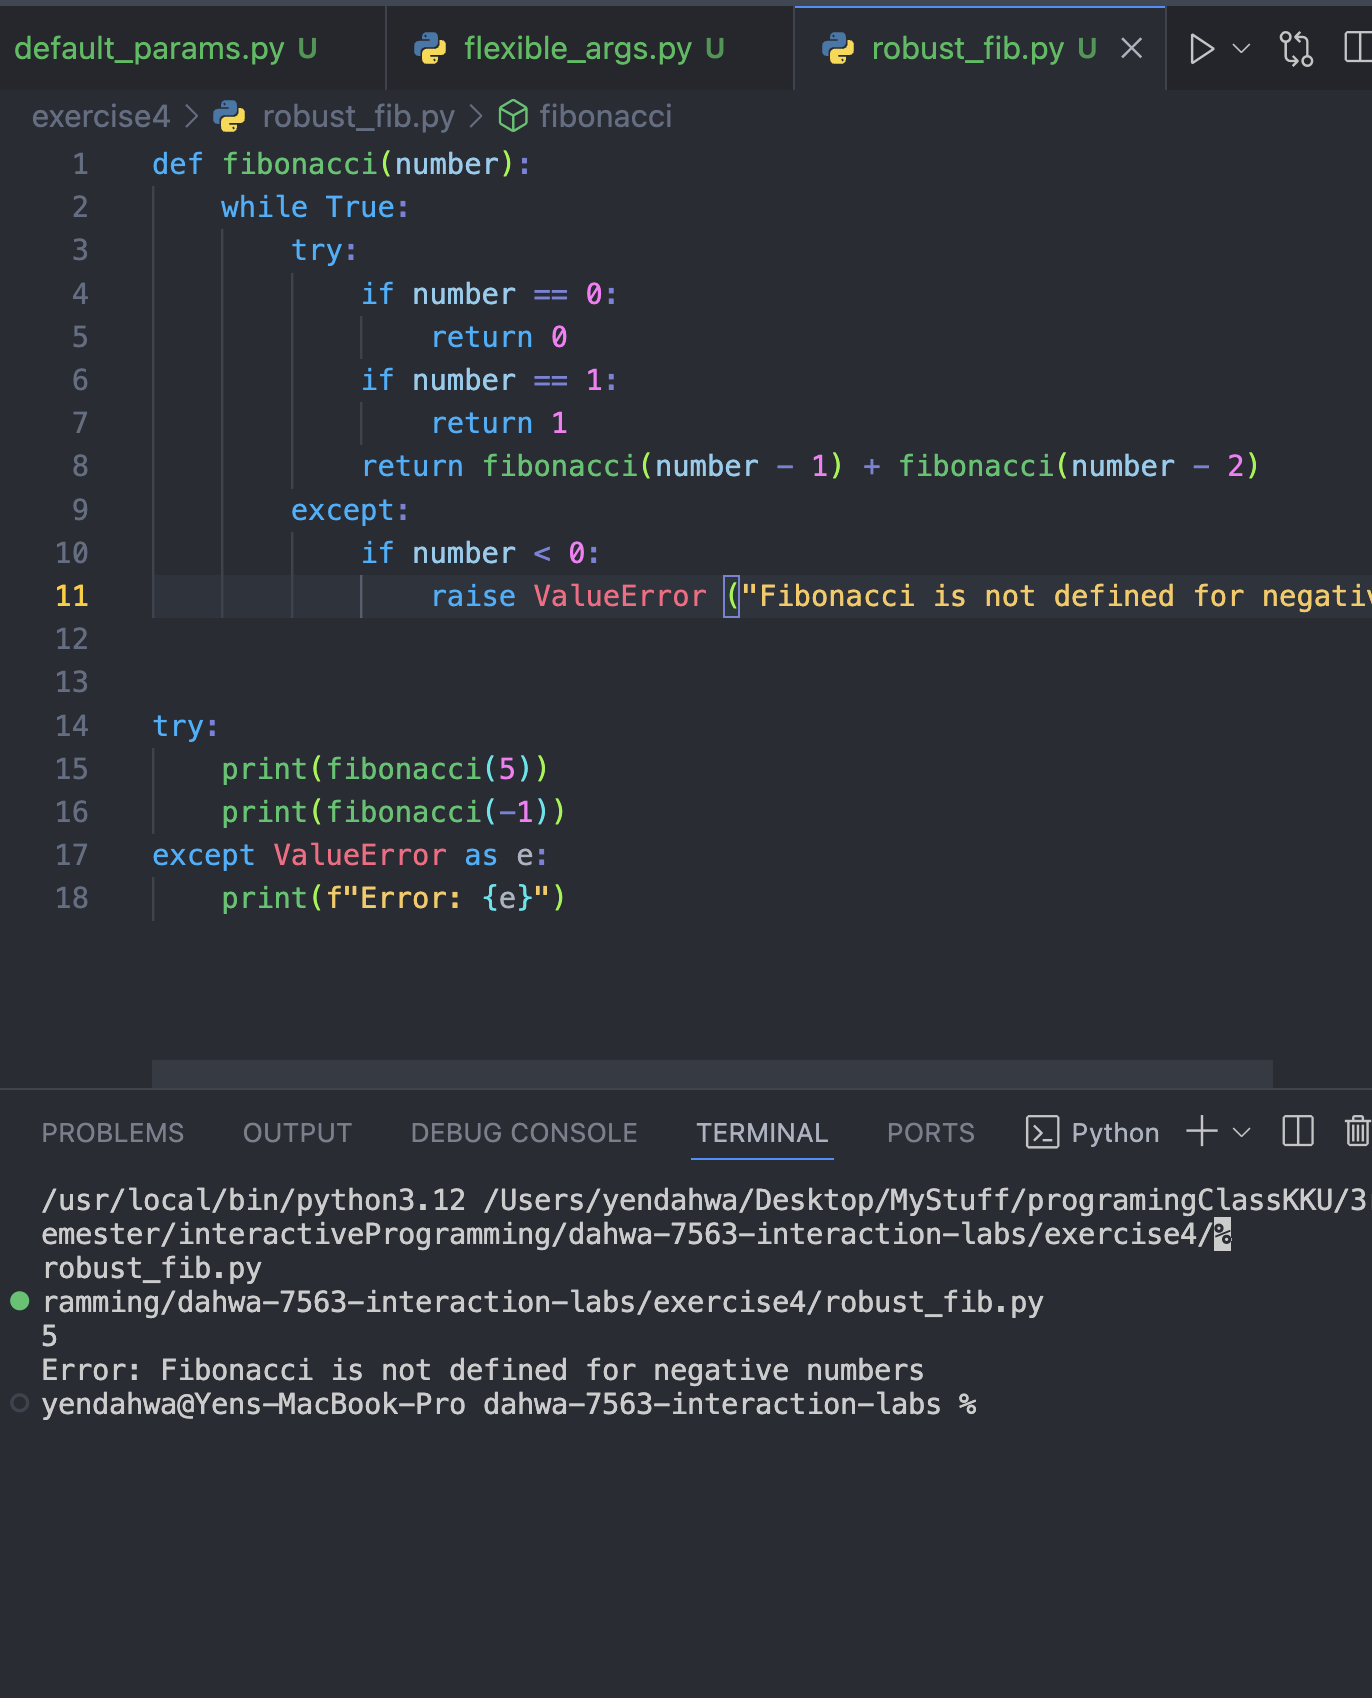 default_params.py U flexible_args.py U robust_fib.py U
exercise4 > robust_fib.py > fibonacci
1 def fibonacci(number):
2     while True:
3         try:
4             if number == 0:
5                 return 0
6             if number == 1:
7                 return 1
8             return fibonacci(number - 1) + fibonacci(number - 2)
9         except:
10             if number < 0:
11                 raise ValueError ("Fibonacci is not defined for negativ
12
13
14 try:
15     print(fibonacci(5))
16     print(fibonacci(-1))
17 except ValueError as e:
18     print(f"Error: {e}")
PROBLEMS OUTPUT DEBUG CONSOLE TERMINAL PORTS Python
/usr/local/bin/python3.12 /Users/yendahwa/Desktop/MyStuff/programingClassKKU/3
emester/interactiveProgramming/dahwa-7563-interaction-labs/exercise4/%
robust_fib.py
ramming/dahwa-7563-interaction-labs/exercise4/robust_fib.py
5
Error: Fibonacci is not defined for negative numbers
yendahwa@Yens-MacBook-Pro dahwa-7563-interaction-labs %